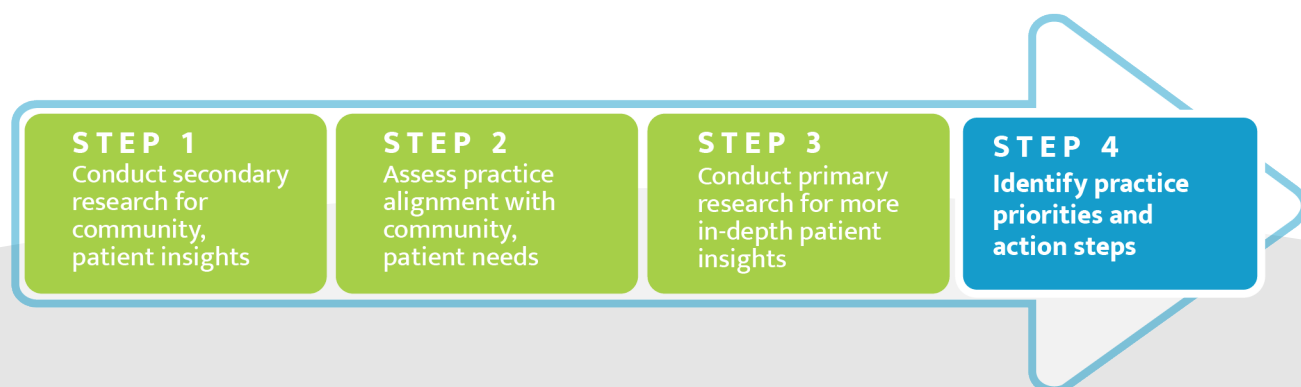 STEP 1
Conduct secondary
research for
community,
patient insights
STEP 2
Assess practice
alignment with
community,
patient needs
STEP 3
Conduct primary
research for more
in-depth patient
insights
STEP 4
Identify practice
priorities and
action steps